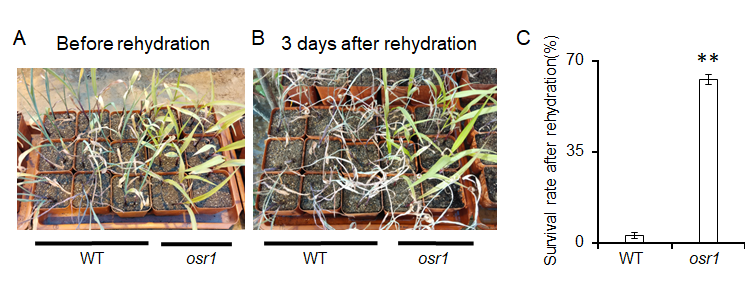 A Before rehydration
WT osr1
B 3 days after rehydration
WT osr1
C
Survival rate after rehydration(%)
70
35
0
**
WT osr1